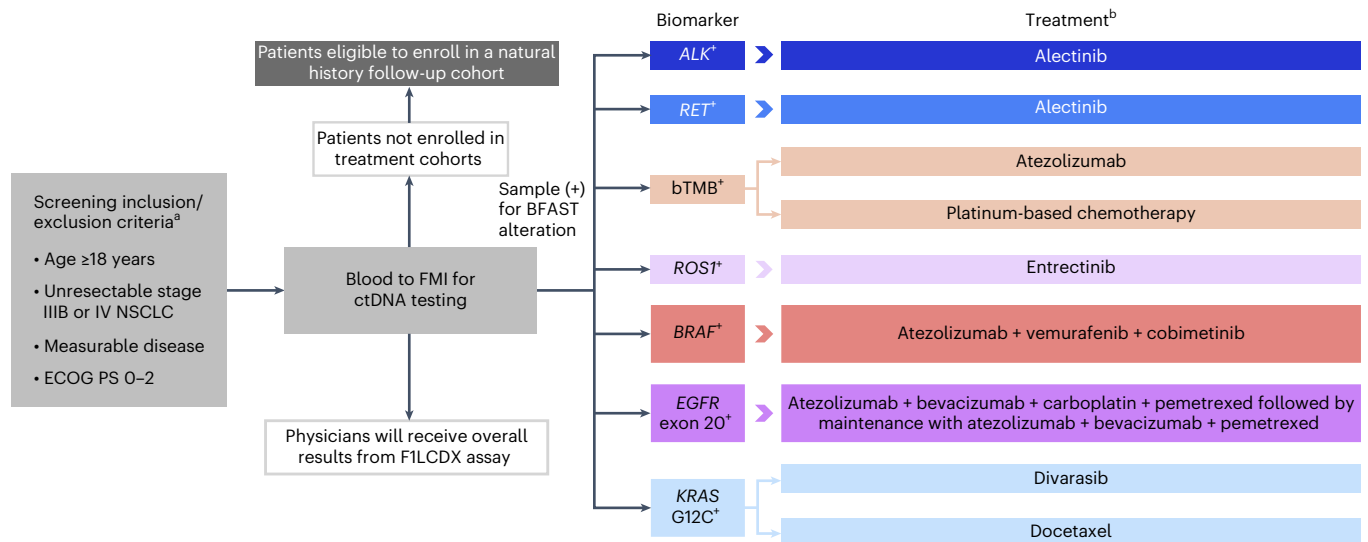 Biomarker
Treatmentᵇ
Patients eligible to enroll in a natural
history follow-up cohort
Patients not enrolled in
treatment cohorts
Screening inclusion/
exclusion criteriaᵃ
• Age ≥18 years
• Unresectable stage
IIIB or IV NSCLC
• Measurable disease
• ECOG PS 0–2
Blood to FMI for
ctDNA testing
Physicians will receive overall
results from F1LCDX assay
Sample (+)
for BFAST
alteration
ALK⁺
Alectinib
RET⁺
Alectinib
bTMB⁺
Atezolizumab
Platinum-based chemotherapy
ROS1⁺
Entrectinib
BRAF⁺
Atezolizumab + vemurafenib + cobimetinib
EGFR
exon 20⁺
Atezolizumab + bevacizumab + carboplatin + pemetrexed followed by
maintenance with atezolizumab + bevacizumab + pemetrexed
KRAS
G12C⁺
Divarasib
Docetaxel